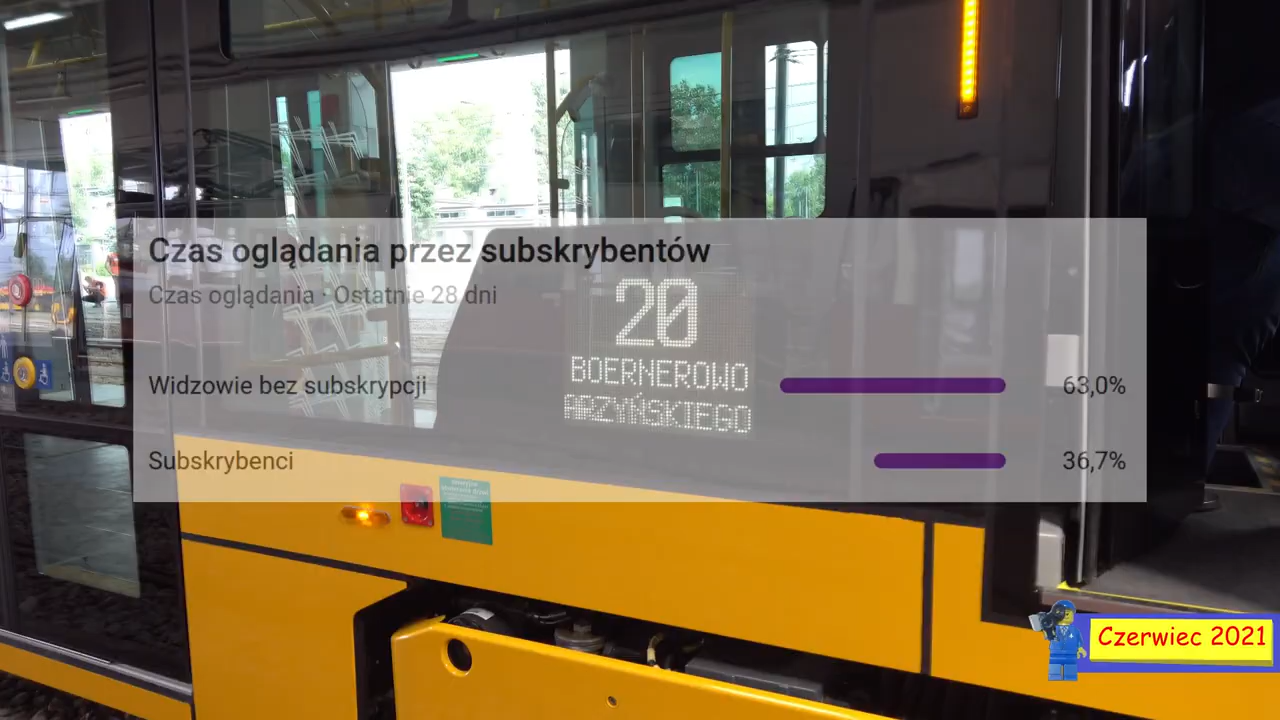 Czas oglądania przez subskrybentów
Czas oglądania · Ostatnie 28 dni
20
BOERNEROWO
Widzowie bez subskrypcji 63,0%
Subskrybenci 36,7%
Czerwiec 2021